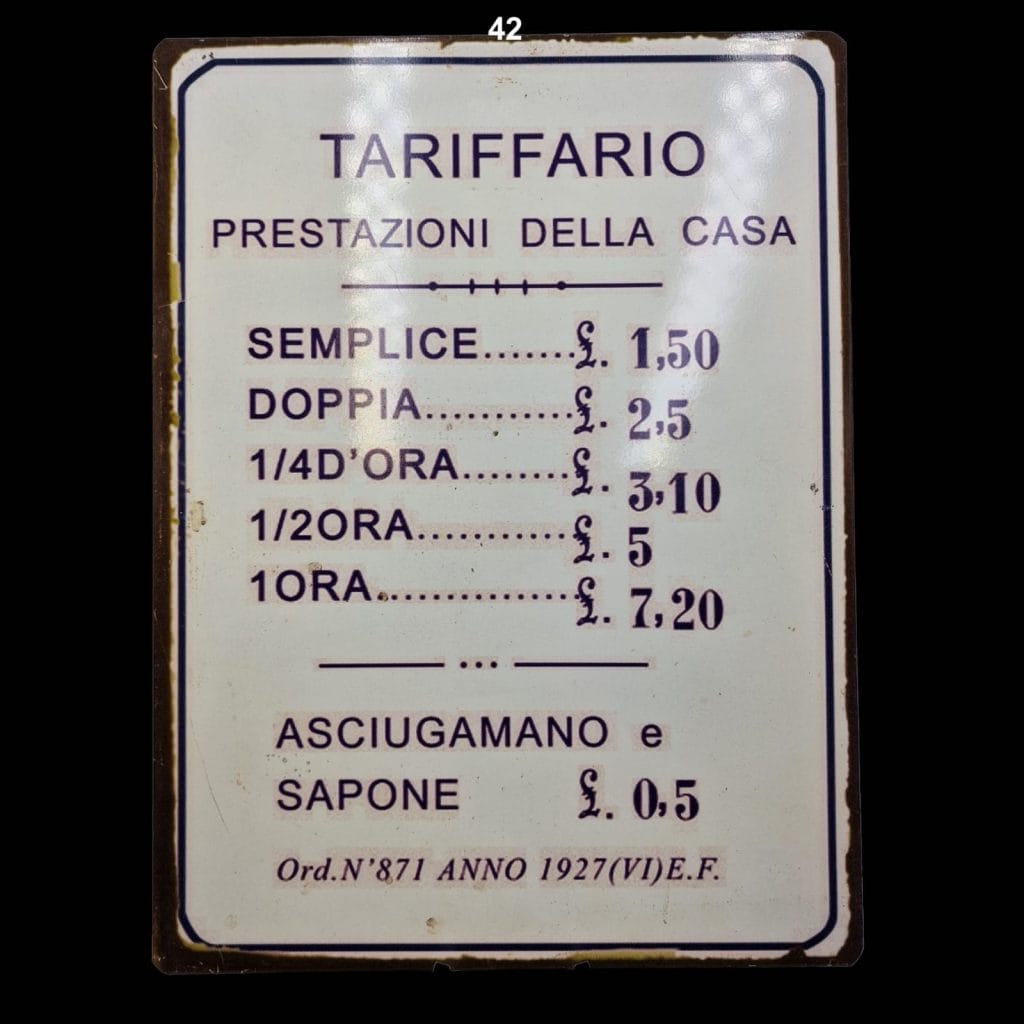 42
TARIFFARIO
PRESTAZIONI DELLA CASA
SEMPLICE.......£. 1,50
DOPPIA...........£. 2,5
1/4D'ORA........£. 3,10
1/2ORA............£. 5
1ORA..............£. 7,20
ASCIUGAMANO e
SAPONE £. 0,5
Ord.N'871 ANNO 1927(VI)E.F.